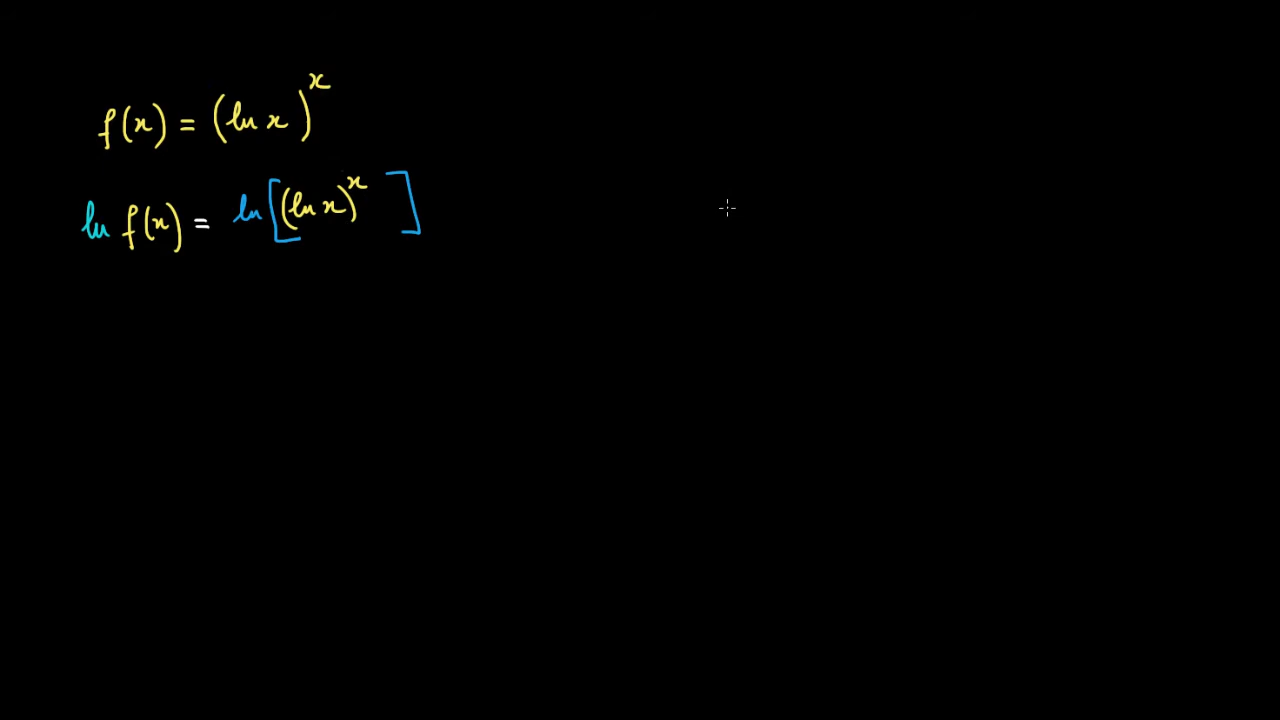 f(x) = (ln x)^x
ln f(x) = ln[(ln x)^x ]